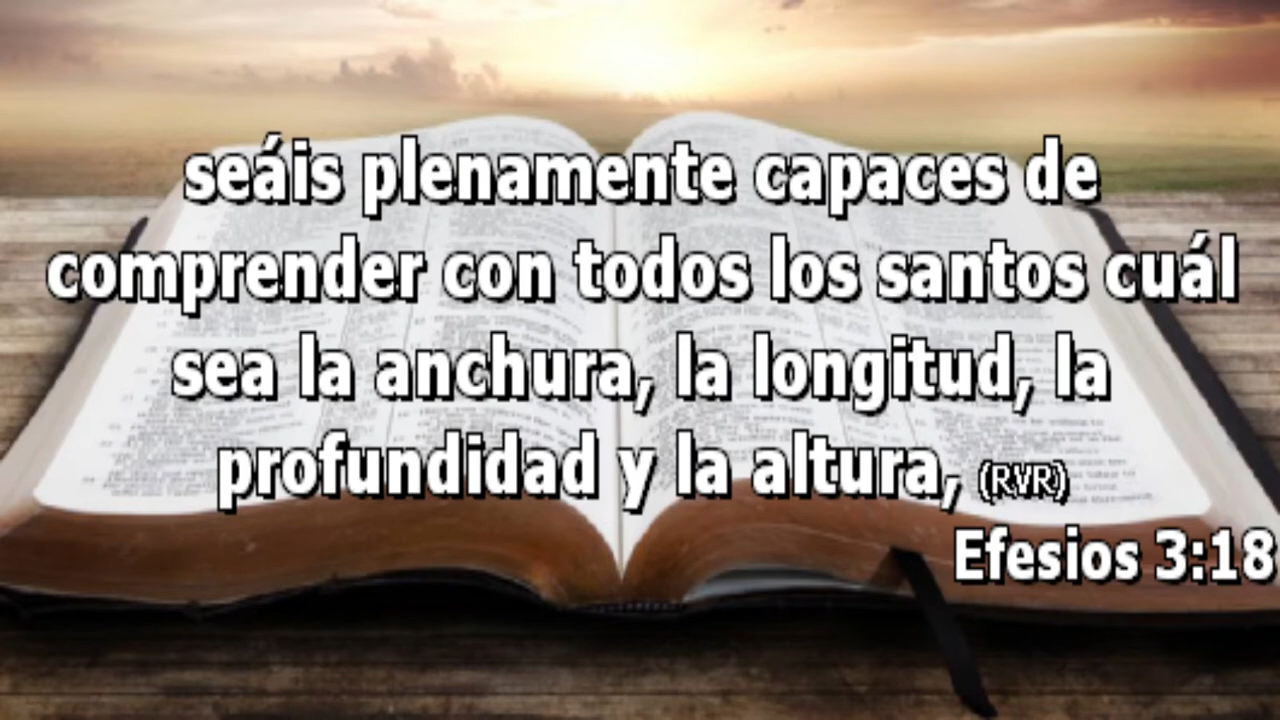 seáis plenamente capaces de
comprender con todos los santos cuál
sea la anchura, la longitud, la
profundidad y la altura, (RVR)
Efesios 3:18